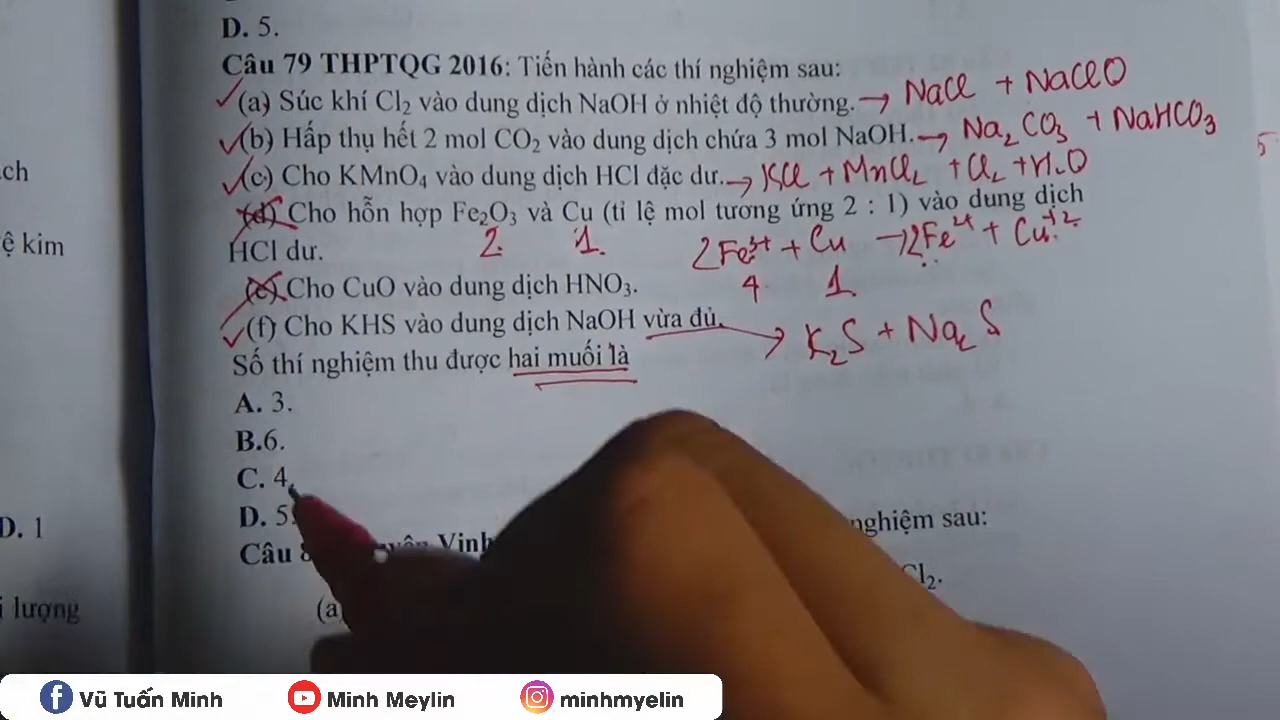 D. 5.
Câu 79 THPTQG 2016: Tiến hành các thí nghiệm sau:
(a) Súc khí Cl₂ vào dung dịch NaOH ở nhiệt độ thường. → NaCl + NaClO
(b) Hấp thụ hết 2 mol CO₂ vào dung dịch chứa 3 mol NaOH. → Na₂CO₃ + NaHCO₃
(c) Cho KMnO₄ vào dung dịch HCl đặc dư. → KCl + MnCl₂ + Cl₂ + H₂O
(d) Cho hỗn hợp Fe₂O₃ và Cu (tỉ lệ mol tương ứng 2 : 1) vào dung dịch
HCl dư. 2 1 2Fe³⁺ + Cu → 2Fe²⁺ + Cu⁺²
(e) Cho CuO vào dung dịch HNO₃. 4 1
(f) Cho KHS vào dung dịch NaOH vừa đủ. → K₂S + Na₂S
Số thí nghiệm thu được hai muối là
A. 3.
B.6.
C. 4.
D. 5.
Câu Vinh nghiệm sau:
Cl₂.
(a)
ch
ệ kim
D. 1
lượng
5
Vũ Tuấn Minh
Minh Meylin
minhmyelin